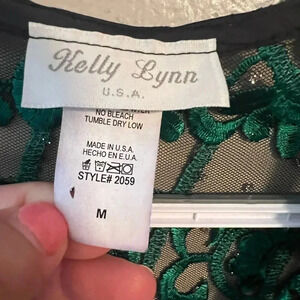 Kelly Lynn
U.S.A.
NO BLEACH
TUMBLE DRY LOW
MADE IN U.S.A.
HECHO EN E.U.A.
STYLE# 2059
M